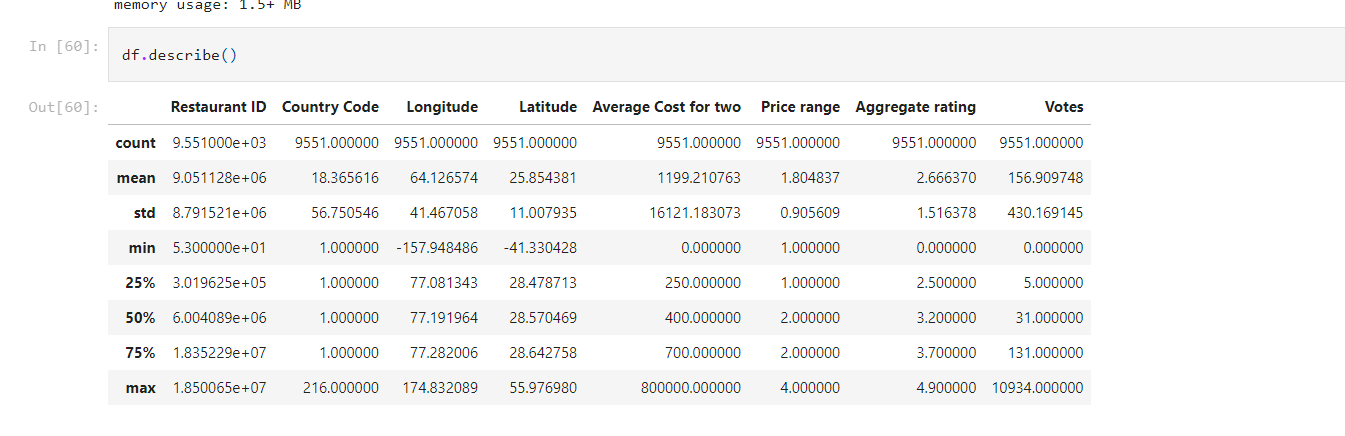 memory usage: 1.5+ MB
In [60]: df.describe()
Out[60]: Restaurant ID Country Code Longitude Latitude Average Cost for two Price range Aggregate rating Votes
count 9.551000e+03 9551.000000 9551.000000 9551.000000 9551.000000 9551.000000 9551.000000 9551.000000
mean 9.051128e+06 18.365616 64.126574 25.854381 1199.210763 1.804837 2.666370 156.909748
std 8.791521e+06 56.750546 41.467058 11.007935 16121.183073 0.905609 1.516378 430.169145
min 5.300000e+01 1.000000 -157.948486 -41.330428 0.000000 1.000000 0.000000 0.000000
25% 3.019625e+05 1.000000 77.081343 28.478713 250.000000 1.000000 2.500000 5.000000
50% 6.004089e+06 1.000000 77.191964 28.570469 400.000000 2.000000 3.200000 31.000000
75% 1.835229e+07 1.000000 77.282006 28.642758 700.000000 2.000000 3.700000 131.000000
max 1.850065e+07 216.000000 174.832089 55.976980 800000.000000 4.000000 4.900000 10934.000000